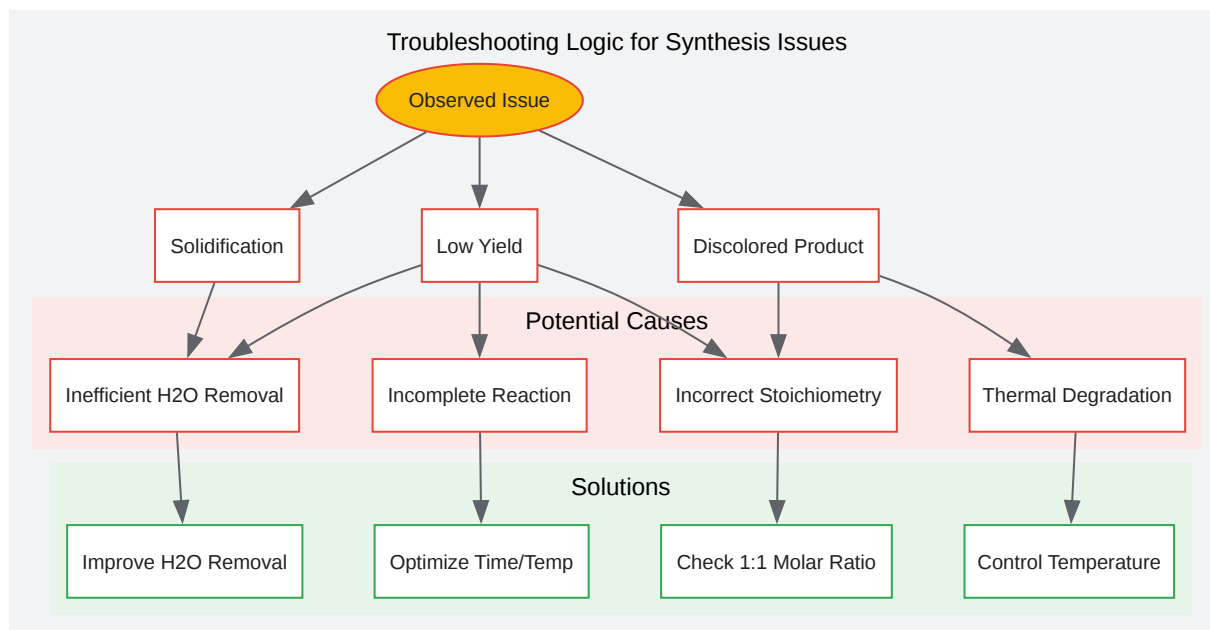 Troubleshooting Logic for Synthesis Issues
Observed Issue
Solidification
Low Yield
Discolored Product
Potential Causes
Inefficient H2O Removal
Incomplete Reaction
Incorrect Stoichiometry
Thermal Degradation
Solutions
Improve H2O Removal
Optimize Time/Temp
Check 1:1 Molar Ratio
Control Temperature